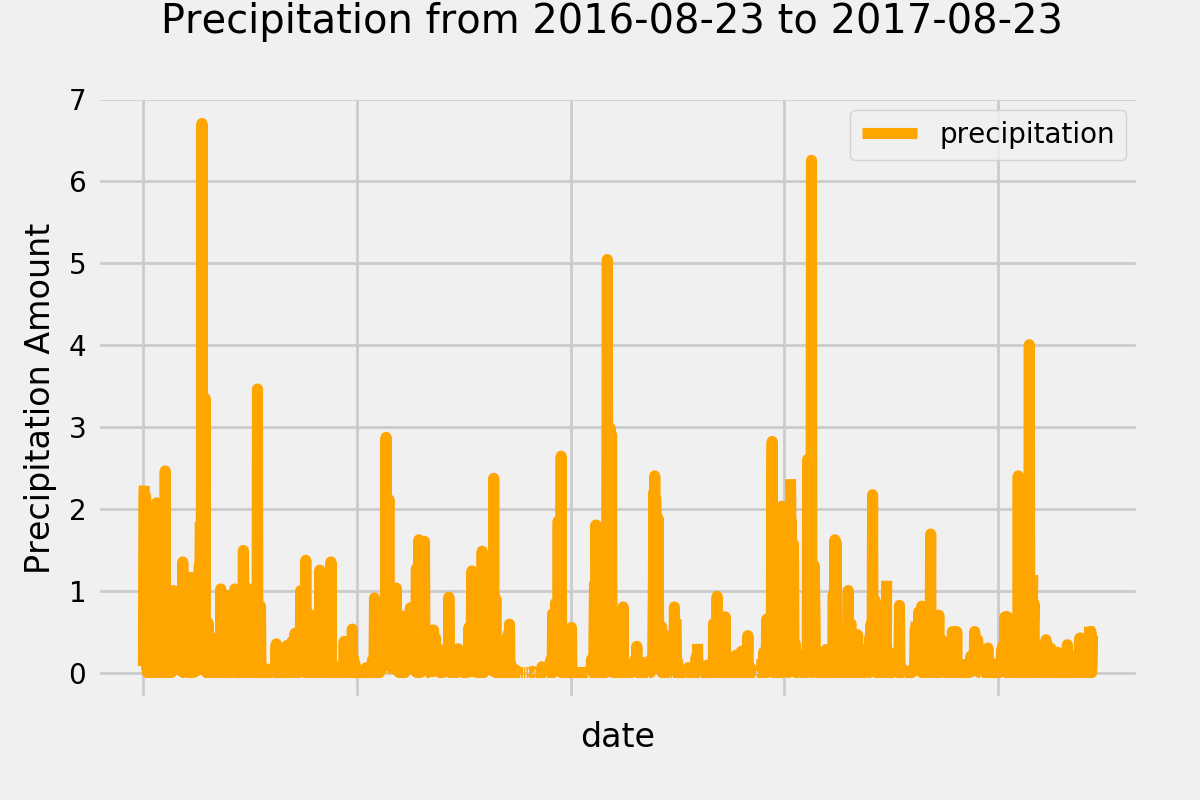 Precipitation from 2016-08-23 to 2017-08-23
7
6
5
4
3
2
1
0
Precipitation Amount
precipitation
date